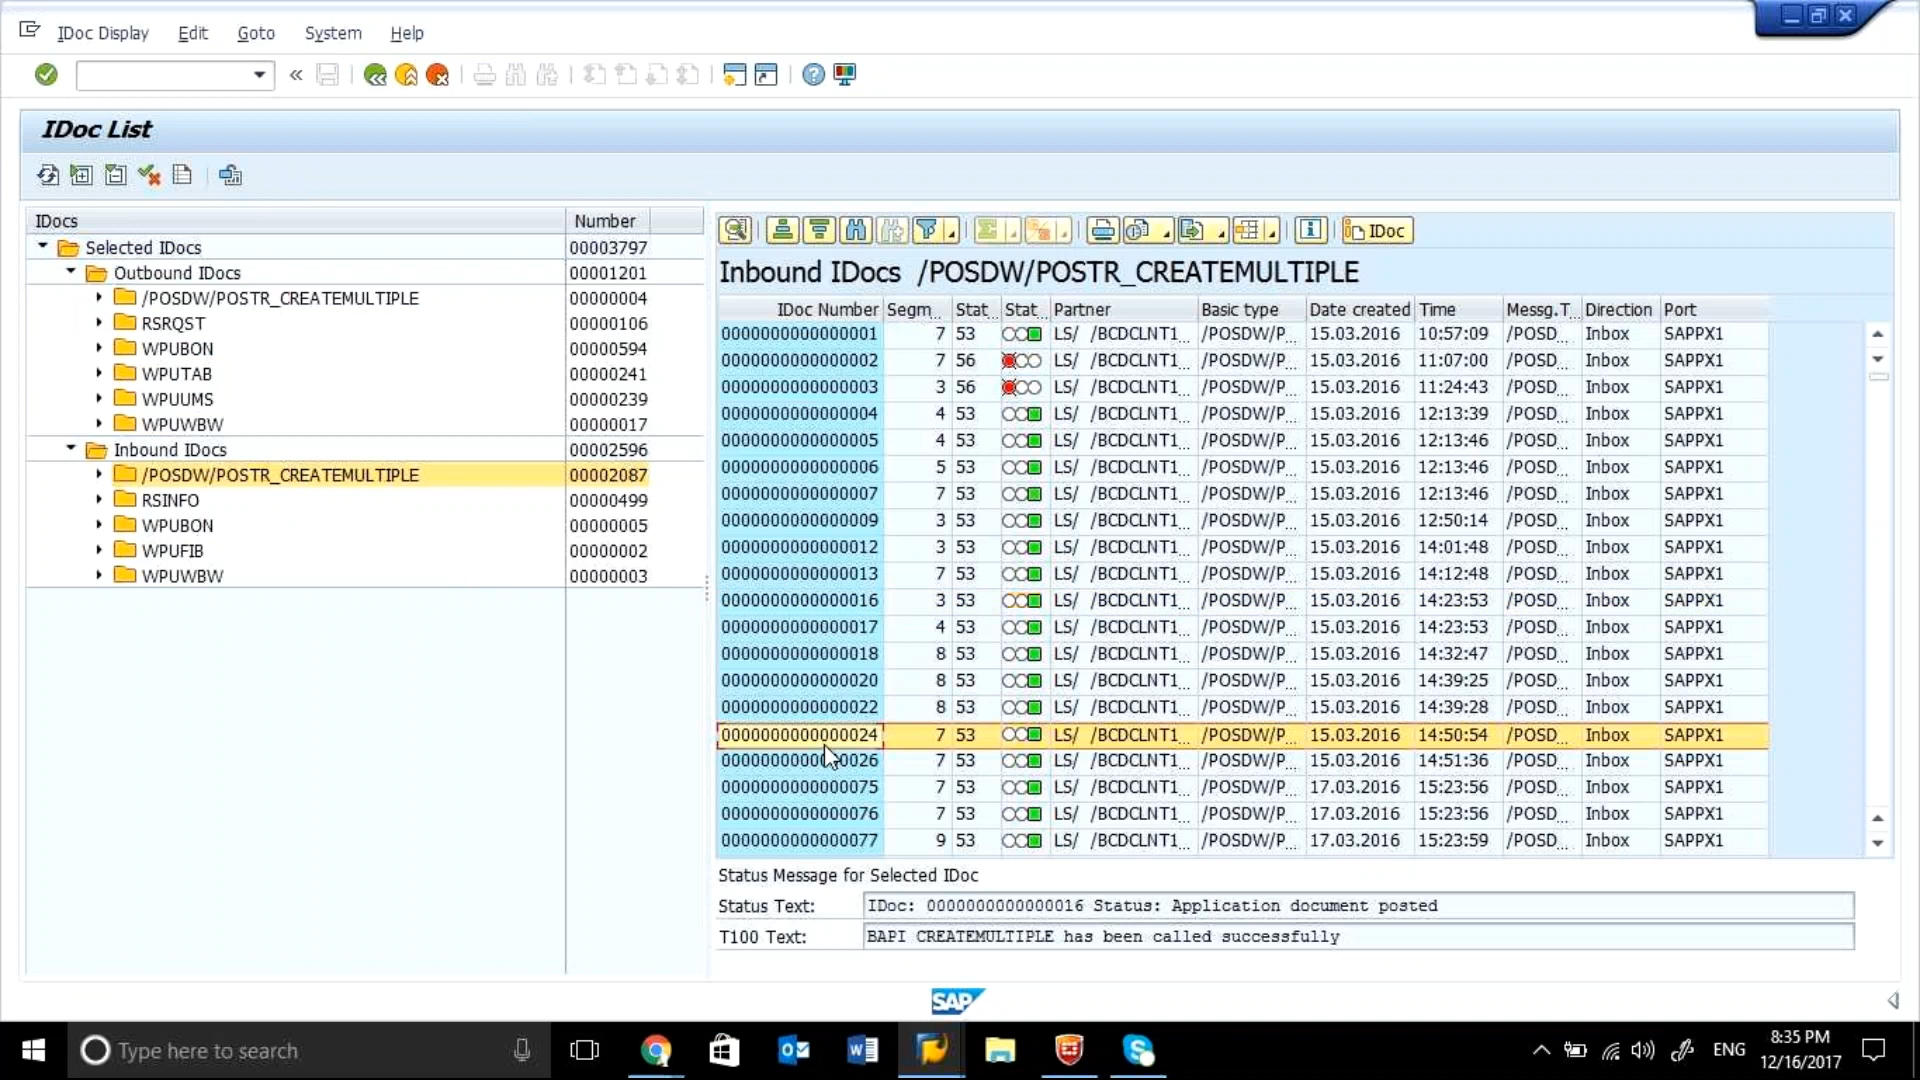 IDoc Display Edit Goto System Help
IDoc List
IDocs Number
Selected IDocs 00003797
Outbound IDocs 00001201
/POSDW/POSTR_CREATEMULTIPLE 00000004
RSRQST 00000106
WPUBON 00000594
WPUTAB 00000241
WPUUMS 00000239
WPUWBW 00000017
Inbound IDocs 00002596
/POSDW/POSTR_CREATEMULTIPLE 00002087
RSINFO 00000499
WPUBON 00000005
WPUFIB 00000002
WPUWBW 00000003
IDoc
Inbound IDocs /POSDW/POSTR_CREATEMULTIPLE
IDoc Number Segm... Stat... Stat... Partner Basic type Date created Time Messg.T... Direction Port
0000000000000001 7 53 LS/ /BCDCLNT1... /POSDW/P... 15.03.2016 10:57:09 /POSD... Inbox SAPPX1
0000000000000002 7 56 LS/ /BCDCLNT1... /POSDW/P... 15.03.2016 11:07:00 /POSD... Inbox SAPPX1
0000000000000003 3 56 LS/ /BCDCLNT1... /POSDW/P... 15.03.2016 11:24:43 /POSD... Inbox SAPPX1
0000000000000004 4 53 LS/ /BCDCLNT1... /POSDW/P... 15.03.2016 12:13:39 /POSD... Inbox SAPPX1
0000000000000005 4 53 LS/ /BCDCLNT1... /POSDW/P... 15.03.2016 12:13:46 /POSD... Inbox SAPPX1
0000000000000006 5 53 LS/ /BCDCLNT1... /POSDW/P... 15.03.2016 12:13:46 /POSD... Inbox SAPPX1
0000000000000007 7 53 LS/ /BCDCLNT1... /POSDW/P... 15.03.2016 12:13:46 /POSD... Inbox SAPPX1
0000000000000009 3 53 LS/ /BCDCLNT1... /POSDW/P... 15.03.2016 12:50:14 /POSD... Inbox SAPPX1
0000000000000012 3 53 LS/ /BCDCLNT1... /POSDW/P... 15.03.2016 14:01:48 /POSD... Inbox SAPPX1
0000000000000013 7 53 LS/ /BCDCLNT1... /POSDW/P... 15.03.2016 14:12:48 /POSD... Inbox SAPPX1
0000000000000016 3 53 LS/ /BCDCLNT1... /POSDW/P... 15.03.2016 14:23:53 /POSD... Inbox SAPPX1
0000000000000017 4 53 LS/ /BCDCLNT1... /POSDW/P... 15.03.2016 14:23:53 /POSD... Inbox SAPPX1
0000000000000018 8 53 LS/ /BCDCLNT1... /POSDW/P... 15.03.2016 14:32:47 /POSD... Inbox SAPPX1
0000000000000020 8 53 LS/ /BCDCLNT1... /POSDW/P... 15.03.2016 14:39:25 /POSD... Inbox SAPPX1
0000000000000022 8 53 LS/ /BCDCLNT1... /POSDW/P... 15.03.2016 14:39:28 /POSD... Inbox SAPPX1
0000000000000024 7 53 LS/ /BCDCLNT1... /POSDW/P... 15.03.2016 14:50:54 /POSD... Inbox SAPPX1
0000000000000026 7 53 LS/ /BCDCLNT1... /POSDW/P... 15.03.2016 14:51:36 /POSD... Inbox SAPPX1
0000000000000075 7 53 LS/ /BCDCLNT1... /POSDW/P... 17.03.2016 15:23:56 /POSD... Inbox SAPPX1
0000000000000076 7 53 LS/ /BCDCLNT1... /POSDW/P... 17.03.2016 15:23:56 /POSD... Inbox SAPPX1
0000000000000077 9 53 LS/ /BCDCLNT1... /POSDW/P... 17.03.2016 15:23:59 /POSD... Inbox SAPPX1
Status Message for Selected IDoc
Status Text: IDoc: 0000000000000016 Status: Application document posted
T100 Text: BAPI CREATEMULTIPLE has been called successfully
SAP
Type here to search
ENG
8:35 PM
12/16/2017